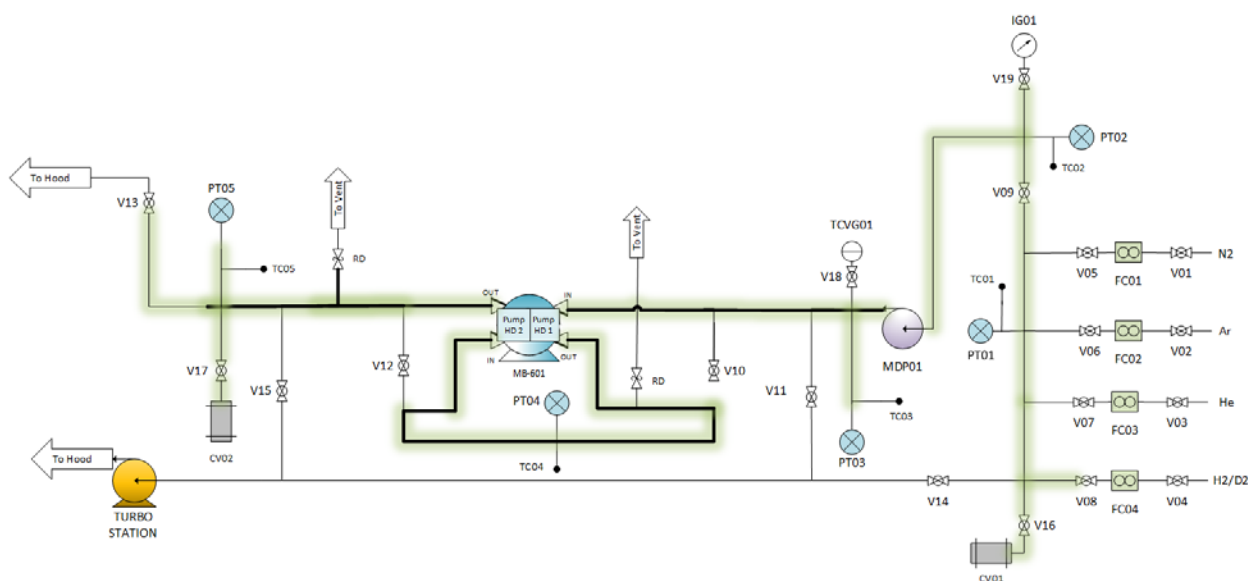 IG01
V19
PT02
TC02
To Hood
V13
PT05
To Vent
To Vent
V09
TC05
RD
TCVG01
V18
TC01
V05
FC01
V01
N2
OUT
IN
Pump
HD 2
Pump
HD 1
IN
OUT
MB-601
MDP01
PT01
V06
FC02
V02
Ar
V17
V15
V12
RD
V10
V11
PT04
TC03
V07
FC03
V03
He
CV02
To Hood
TC04
PT03
V14
V08
FC04
V04
H2/D2
TURBO
STATION
V16
CV01